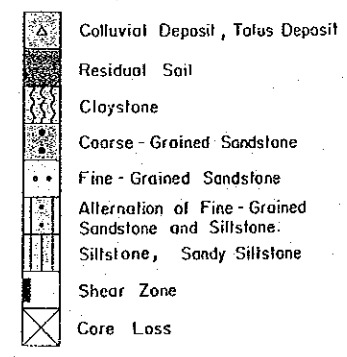 Colluvial Deposit, Talus Deposit
Residual Soil
Claystone
Coarse-Grained Sandstone
Fine-Grained Sandstone
Alternation of Fine-Grained
Sandstone and Siltstone.
Siltstone, Sandy Siltstone
Shear Zone
Core Loss